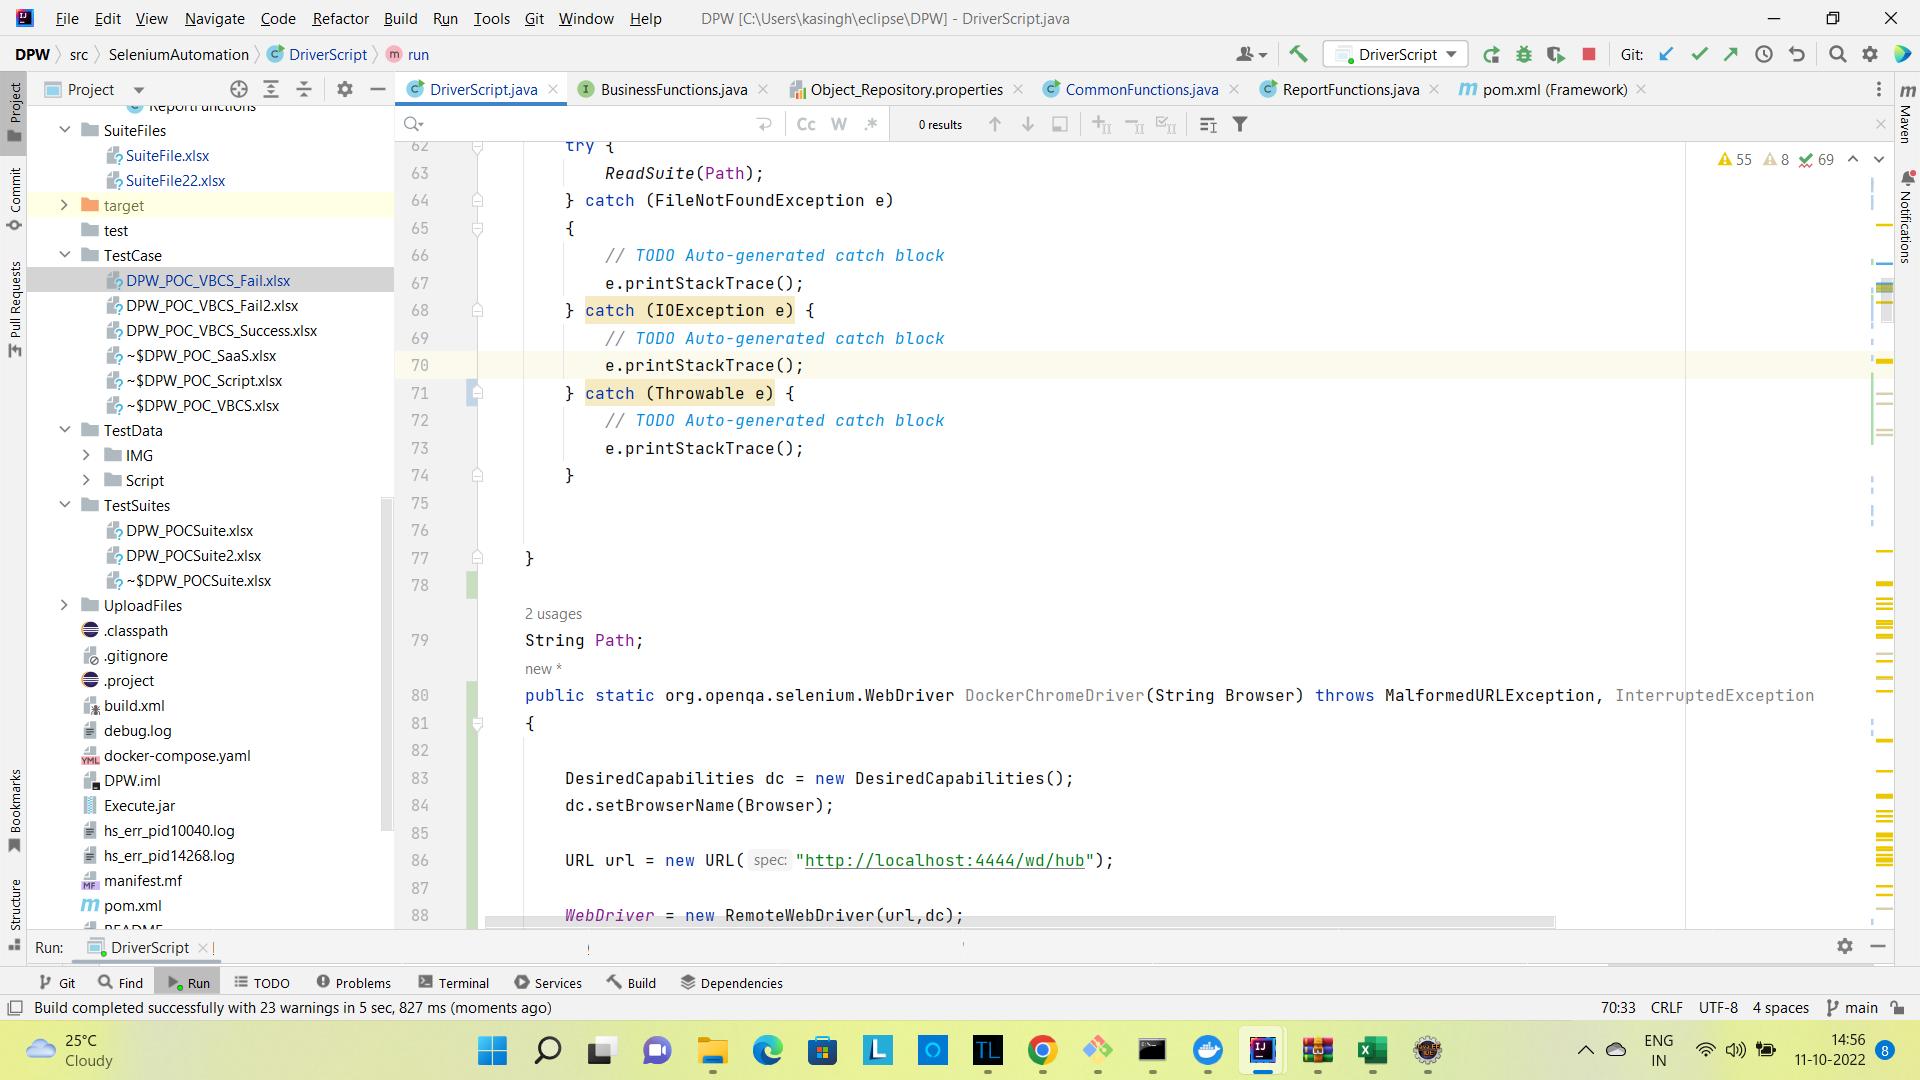 File Edit View Navigate Code Refactor Build Run Tools Git Window Help DPW [C:\Users\kasingh\eclipse\DPW] - DriverScript.java
DPW src SeleniumAutomation DriverScript run DriverScript Git:
Project
DriverScript.java BusinessFunctions.java Object_Repository.properties CommonFunctions.java ReportFunctions.java pom.xml (Framework)
Cc W .* 0 results
55 8 69
Project
Commit
Pull Requests
Bookmarks
Structure
Maven
Notifications
ReportFunctions
SuiteFiles
SuiteFile.xlsx
SuiteFile22.xlsx
target
test
TestCase
DPW_POC_VBCS_Fail.xlsx
DPW_POC_VBCS_Fail2.xlsx
DPW_POC_VBCS_Success.xlsx
~$DPW_POC_SaaS.xlsx
~$DPW_POC_Script.xlsx
~$DPW_POC_VBCS.xlsx
TestData
IMG
Script
TestSuites
DPW_POCSuite.xlsx
DPW_POCSuite2.xlsx
~$DPW_POCSuite.xlsx
UploadFiles
.classpath
.gitignore
.project
build.xml
debug.log
docker-compose.yaml
DPW.iml
Execute.jar
hs_err_pid10040.log
hs_err_pid14268.log
manifest.mf
pom.xml
README
62 try {
63 ReadSuite(Path);
64 } catch (FileNotFoundException e)
65 {
66 // TODO Auto-generated catch block
67 e.printStackTrace();
68 } catch (IOException e) {
69 // TODO Auto-generated catch block
70 e.printStackTrace();
71 } catch (Throwable e) {
72 // TODO Auto-generated catch block
73 e.printStackTrace();
74 }
75
76
77 }
78
2 usages
79 String Path;
new *
80 public static org.openqa.selenium.WebDriver DockerChromeDriver(String Browser) throws MalformedURLException, InterruptedException
81 {
82
83 DesiredCapabilities dc = new DesiredCapabilities();
84 dc.setBrowserName(Browser);
85
86 URL url = new URL( spec: "http://localhost:4444/wd/hub");
87
88 WebDriver = new RemoteWebDriver(url,dc);
Run: DriverScript
Git Find Run TODO Problems Terminal Services Build Dependencies
Build completed successfully with 23 warnings in 5 sec, 827 ms (moments ago) 70:33 CRLF UTF-8 4 spaces main
25°C
Cloudy
ENG
IN
14:56
11-10-2022
8